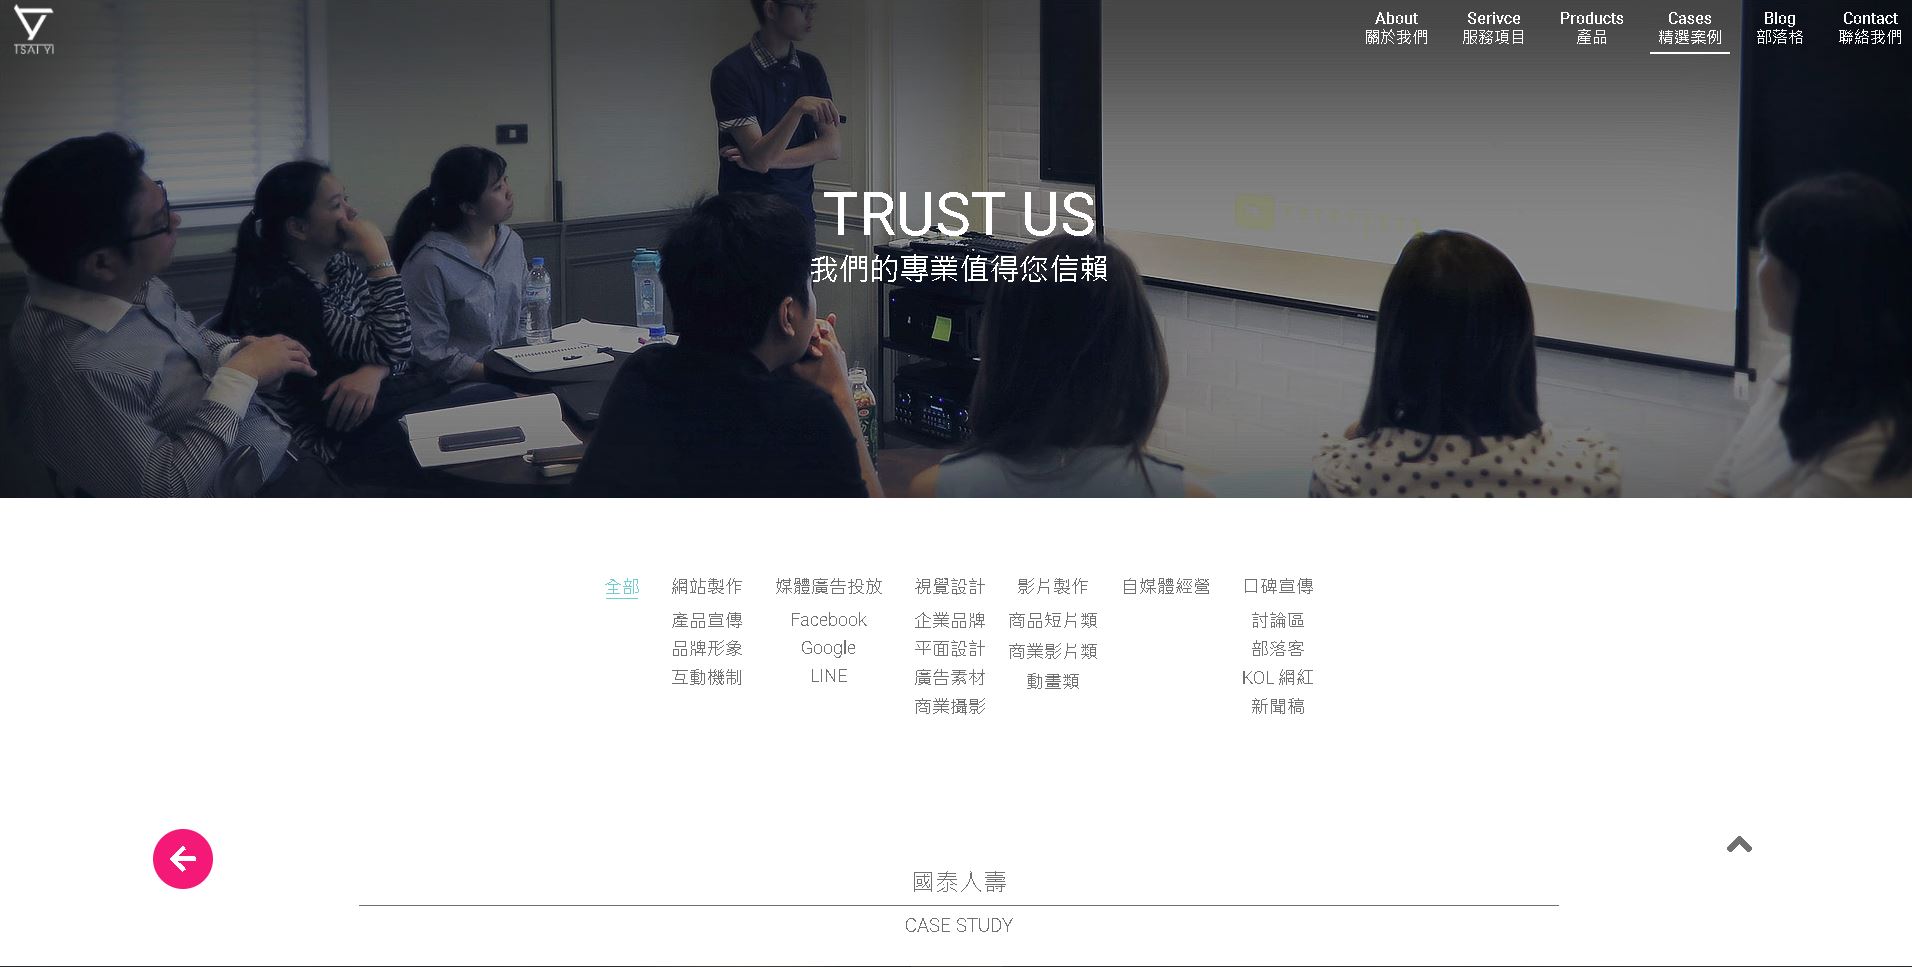 TSAI YI
About
關於我們
Serivce
服務項目
Products
產品
Cases
精選案例
Blog
部落格
Contact
聯絡我們
TRUST US
我們的專業值得您信賴
全部
網站製作
產品宣傳
品牌形象
互動機制
媒體廣告投放
Facebook
Google
LINE
視覺設計
企業品牌
平面設計
廣告素材
商業攝影
影片製作
商品短片類
商業影片類
動畫類
自媒體經營
口碑宣傳
討論區
部落客
KOL 網紅
新聞稿
國泰人壽
CASE STUDY